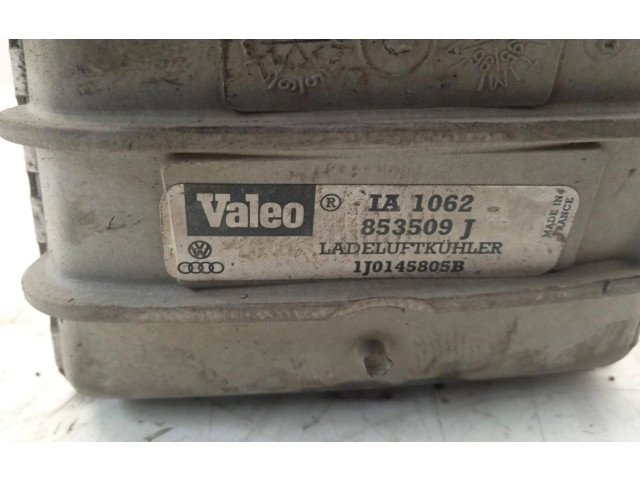 Valeo ® IA 1062
853509 J
LADELUFTKÜHLER
1J0145805B
MADE IN
FRANCE